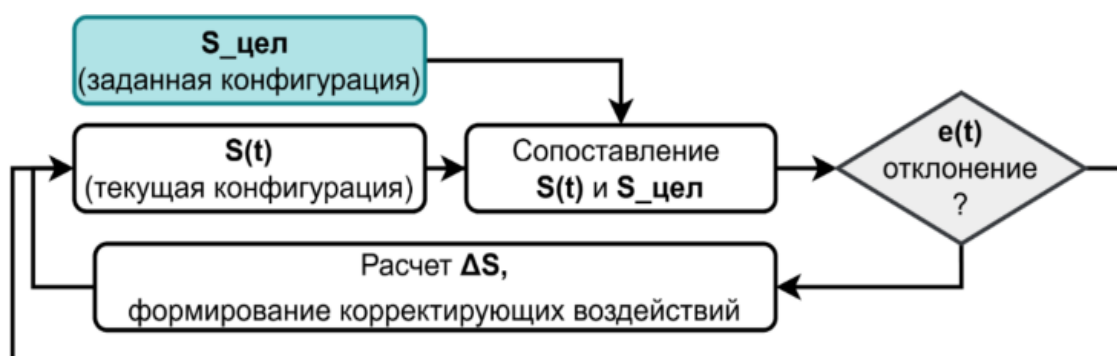 S_цел
(заданная конфигурация)
S(t)
(текущая конфигурация)
Сопоставление
S(t) и S_цел
e(t)
отклонение
?
Расчет ΔS,
формирование корректирующих воздействий